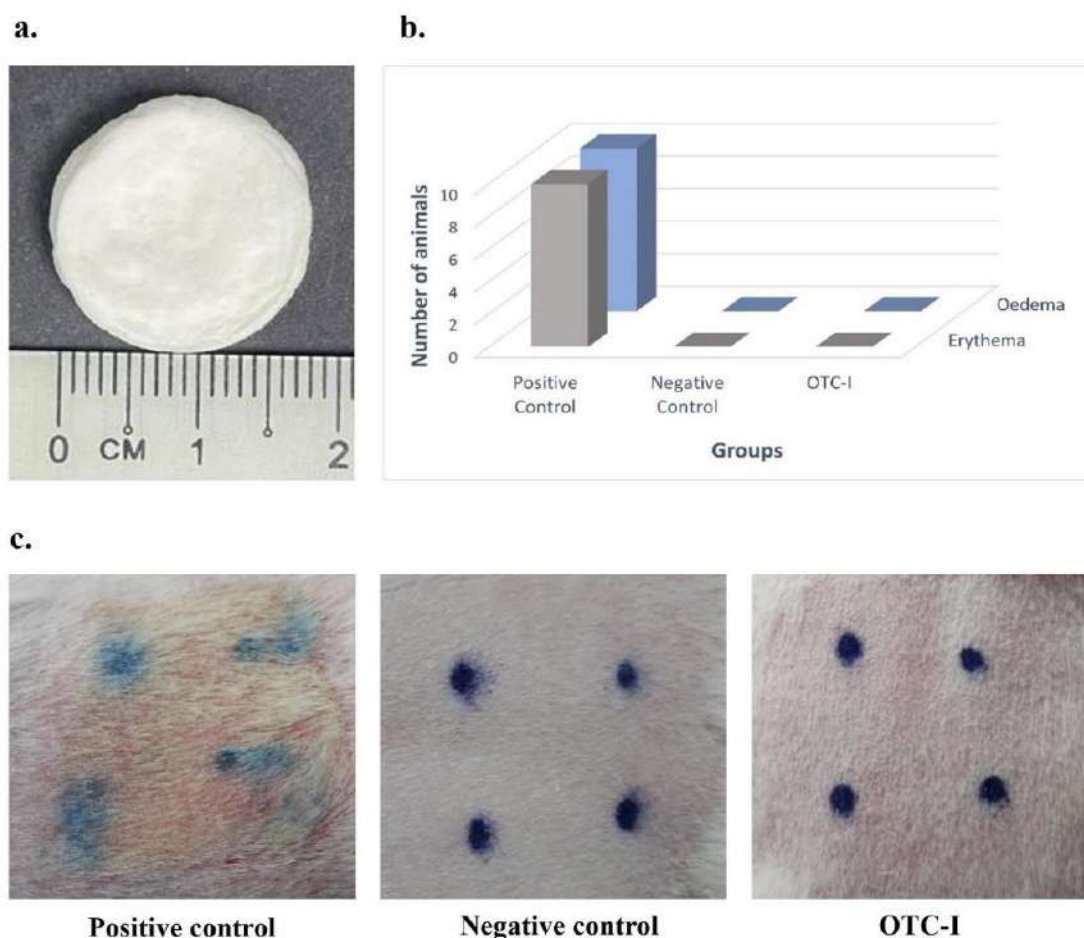 a.
b.
0 CM 1 2
Number of animals
10
8
6
4
2
0
Oedema
Erythema
Positive Control
Negative Control
OTC-I
Groups
c.
Positive control
Negative control
OTC-I